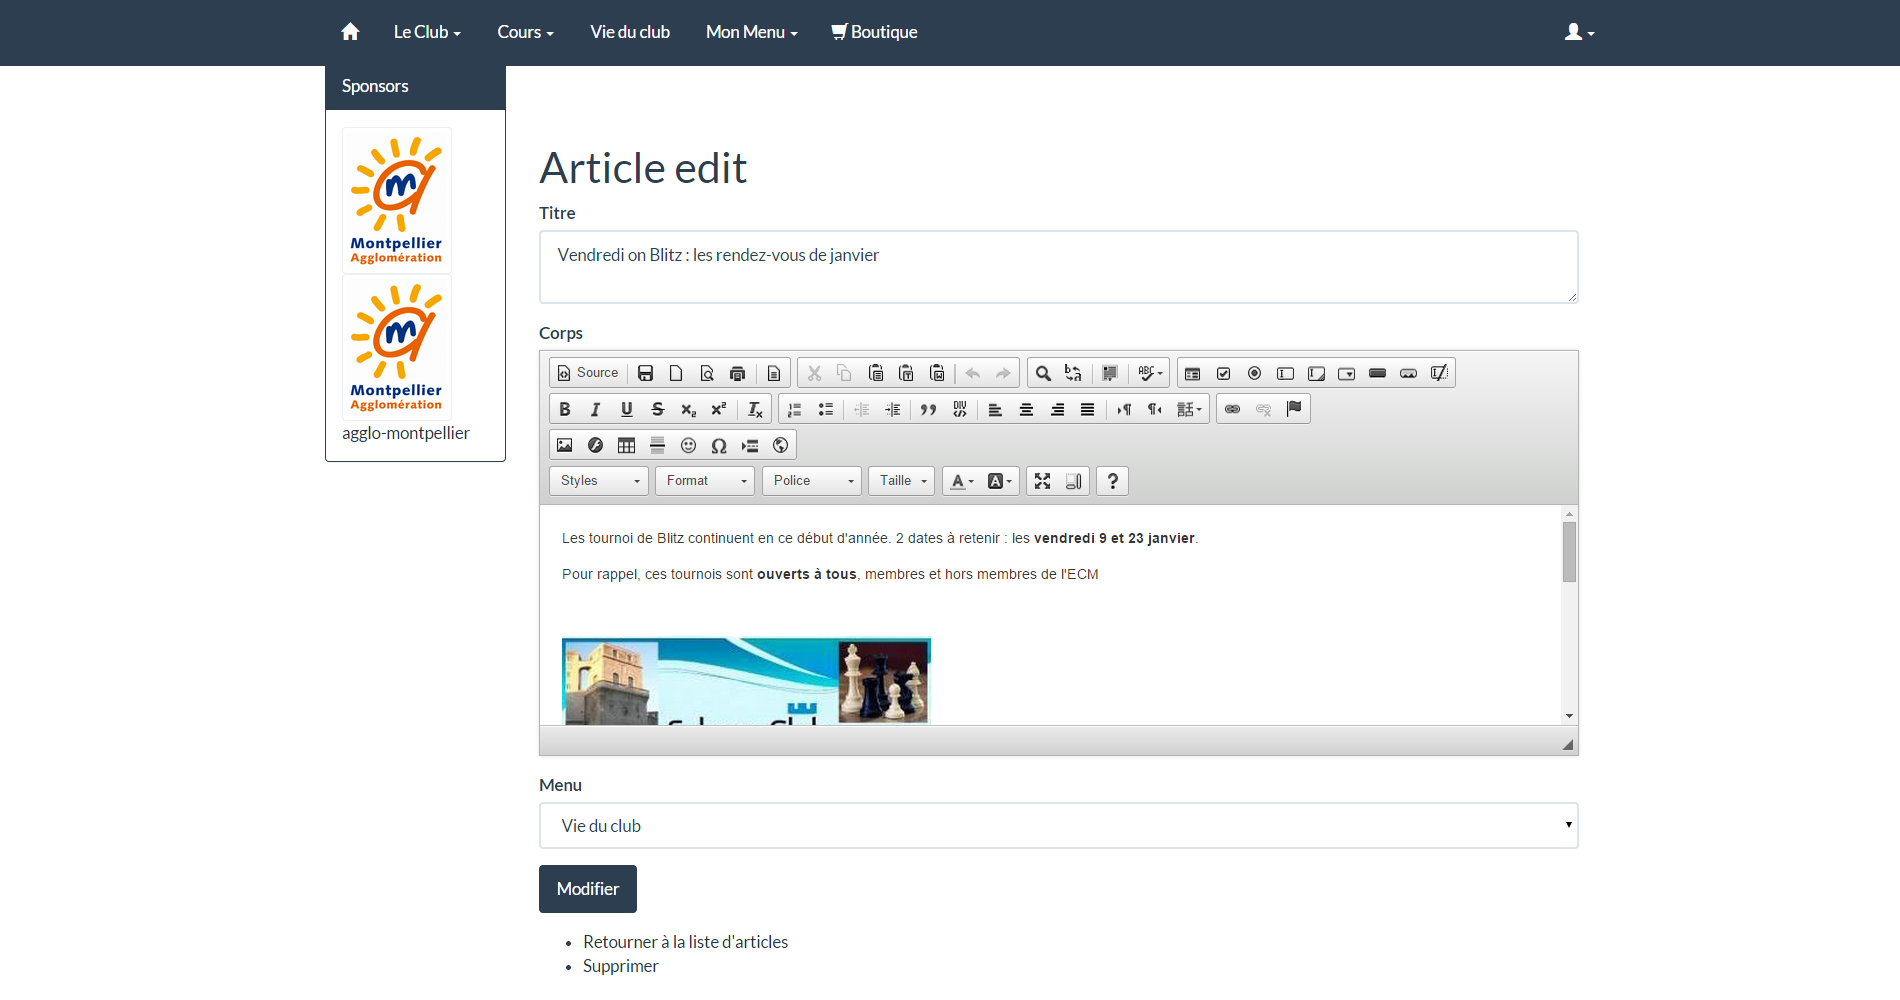 Le Club
Cours
Vie du club
Mon Menu
Boutique
Sponsors
Montpellier
Agglomération
Montpellier
Agglomération
agglo-montpellier
Article edit
Titre
Vendredi on Blitz : les rendez-vous de janvier
Corps
Source
Styles
Format
Police
Taille
Les tournoi de Blitz continuent en ce début d'année. 2 dates à retenir : les vendredi 9 et 23 janvier.
Pour rappel, ces tournois sont ouverts à tous, membres et hors membres de l'ECM
Menu
Vie du club
Modifier
Retourner à la liste d'articles
Supprimer